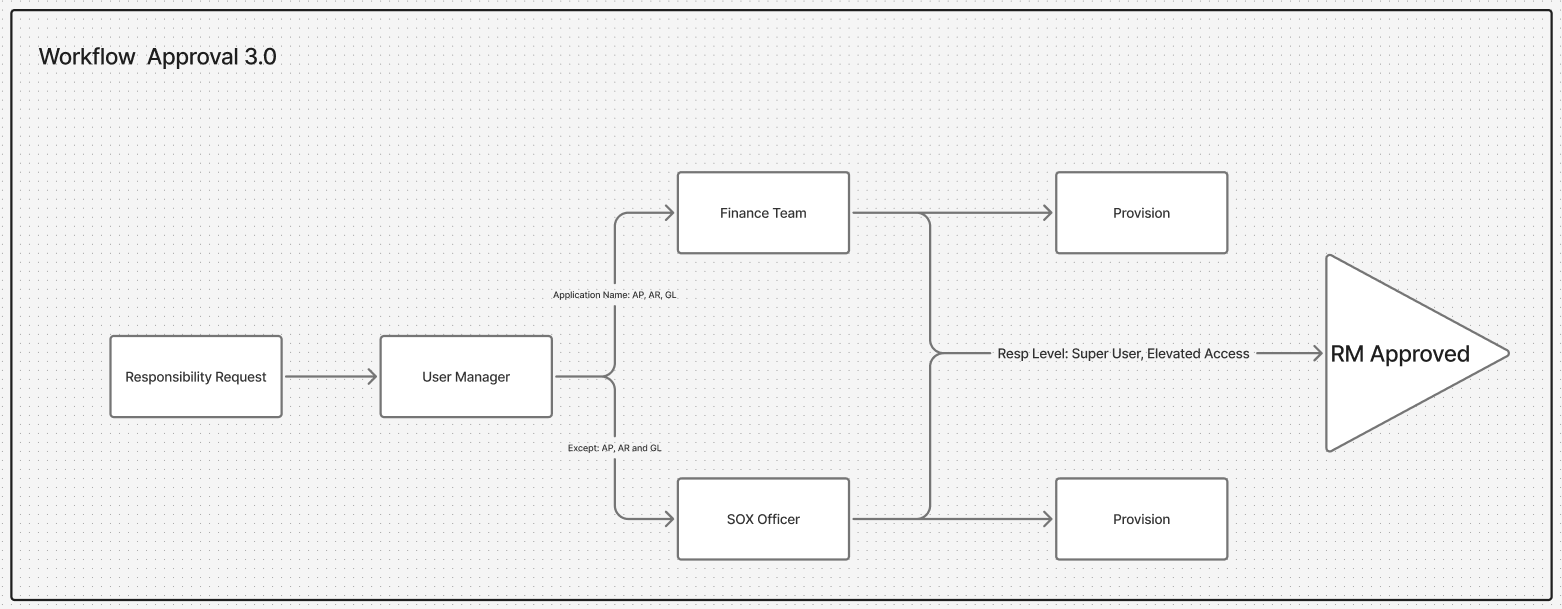 Workflow  Approval 3.0
Finance Team
Provision
Application Name: AP, AR, GL
Responsibility Request
User Manager
Resp Level: Super User, Elevated Access
RM Approved
Except: AP, AR and GL
SOX Officer
Provision